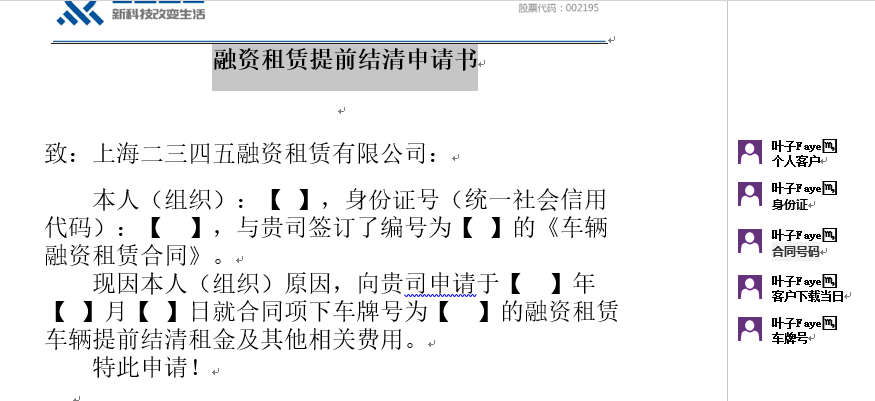 新科技改变生活
股票代码：002195
融资租赁提前结清申请书
致：上海二三四五融资租赁有限公司：
本人（组织）：【 】，身份证号（统一社会信用
代码）：【 】，与贵司签订了编号为【 】的《车辆
融资租赁合同》。
现因本人（组织）原因，向贵司申请于【 】年
【 】月【 】日就合同项下车牌号为【 】的融资租赁
车辆提前结清租金及其他相关费用。
特此申请！
叶子Faye
个人客户
叶子Faye
身份证
叶子Faye
合同号码
叶子Faye
客户下载当日
叶子Faye
车牌号